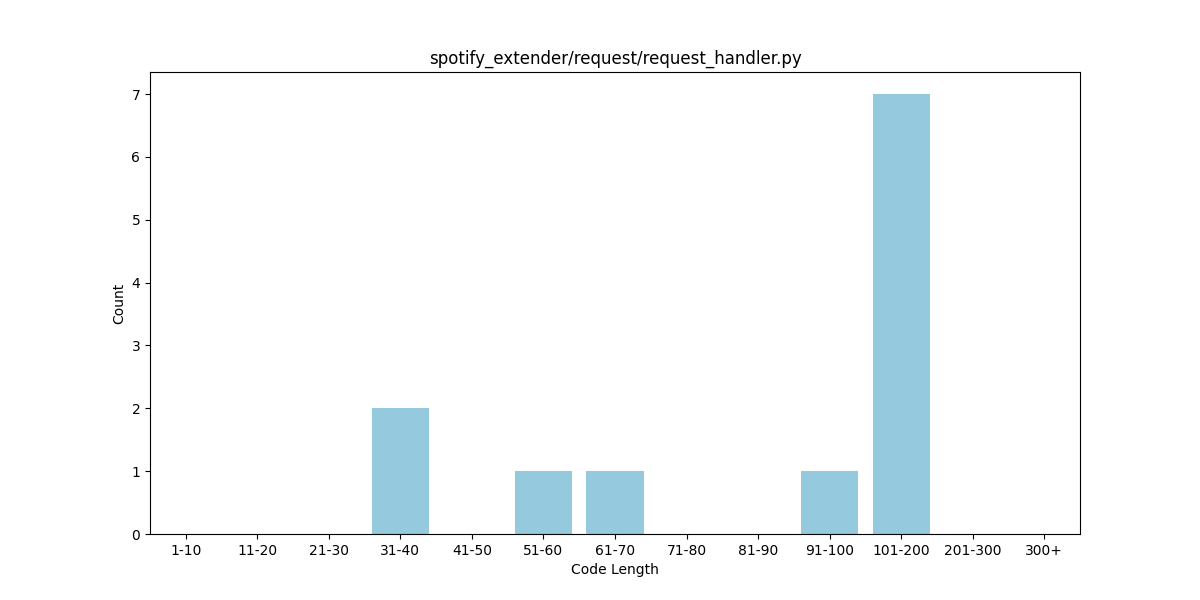 spotify_extender/request/request_handler.py
7
6
5
4
3
2
1
0
Count
1-10 11-20 21-30 31-40 41-50 51-60 61-70 71-80 81-90 91-100 101-200 201-300 300+
Code Length